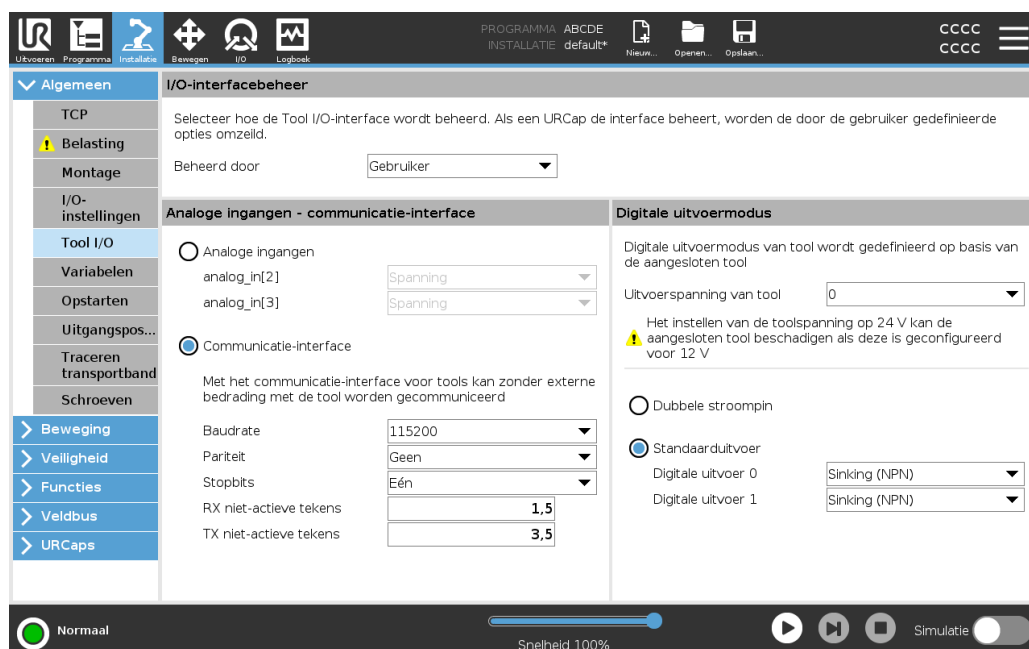 UR
PROGRAMMA ABCDE
INSTALLATIE default*
CCCC
CCCC
Uitvoeren Programma Installatie Bewegen I/O Logboek Nieuw... Openen... Opslaan...
Algemeen
TCP
Belasting
Montage
I/O-
instellingen
Tool I/O
Variabelen
Opstarten
Uitgangspos...
Traceren
transportband
Schroeven
Beweging
Veiligheid
Functies
Veldbus
URCaps
I/O-interfacebeheer
Selecteer hoe de Tool I/O-interface wordt beheerd. Als een URCap de interface beheert, worden de door de gebruiker gedefinieerde
opties omzeild.
Beheerd door Gebruiker
Analoge ingangen - communicatie-interface
Analoge ingangen
analog_in[2] Spanning
analog_in[3] Spanning
Communicatie-interface
Met het communicatie-interface voor tools kan zonder externe
bedrading met de tool worden gecommuniceerd
Baudrate 115200
Pariteit Geen
Stopbits Eén
RX niet-actieve tekens 1,5
TX niet-actieve tekens 3,5
Digitale uitvoermodus
Digitale uitvoermodus van tool wordt gedefinieerd op basis van
de aangesloten tool
Uitvoerspanning van tool 0
Het instellen van de toolspanning op 24 V kan de
aangesloten tool beschadigen als deze is geconfigureerd
voor 12 V
Dubbele stroompin
Standaarduitvoer
Digitale uitvoer 0 Sinking (NPN)
Digitale uitvoer 1 Sinking (NPN)
Normaal
Snelheid 100%
Simulatie